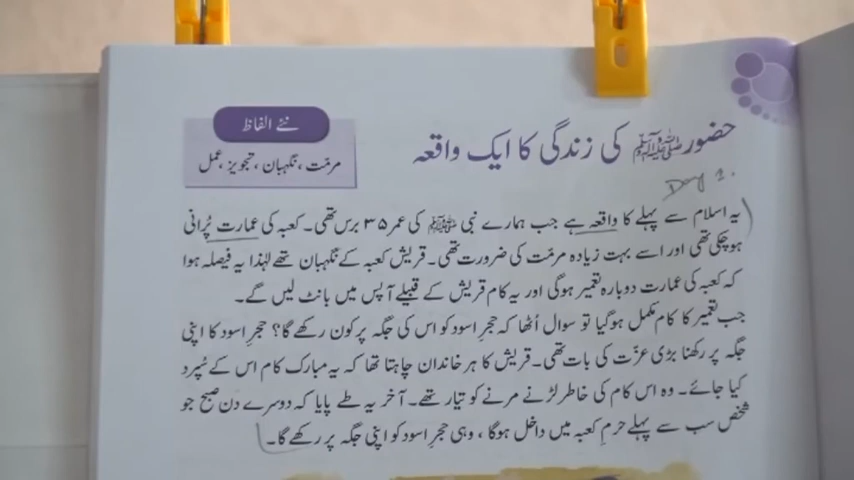 حضور ﷺ کی زندگی کا ایک واقعہ
نئے الفاظ
مرمّت ، نگہبان ، تجویز ، عمل
Day 1.
یہ اسلام سے پہلے کا واقعہ ہے جب ہمارے نبی ﷺ کی عمر ۳۵ برس تھی۔ کعبہ کی عمارت پُرانی
ہو چکی تھی اور اسے بہت زیادہ مرمّت کی ضرورت تھی۔ قریش کعبہ کے نگہبان تھے لہٰذا یہ فیصلہ ہوا
کہ کعبہ کی عمارت دوبارہ تعمیر ہوگی اور یہ کام قریش کے قبیلے آپس میں بانٹ لیں گے۔
جب تعمیر کا کام مکمل ہوگیا تو سوال اُٹھا کہ حجرِ اسود کو اس کی جگہ پر کون رکھے گا؟ حجرِ اسود کا اپنی
جگہ پر رکھنا بڑی عزّت کی بات تھی۔ قریش کا ہر خاندان چاہتا تھا کہ یہ مبارک کام اس کے سُپرد
کیا جائے۔ وہ اس کام کی خاطر لڑنے مرنے کو تیار تھے۔ آخر یہ طے پایا کہ دوسرے دن صبح جو
شخص سب سے پہلے حرمِ کعبہ میں داخل ہوگا ، وہی حجرِ اسود کو اپنی جگہ پر رکھے گا۔